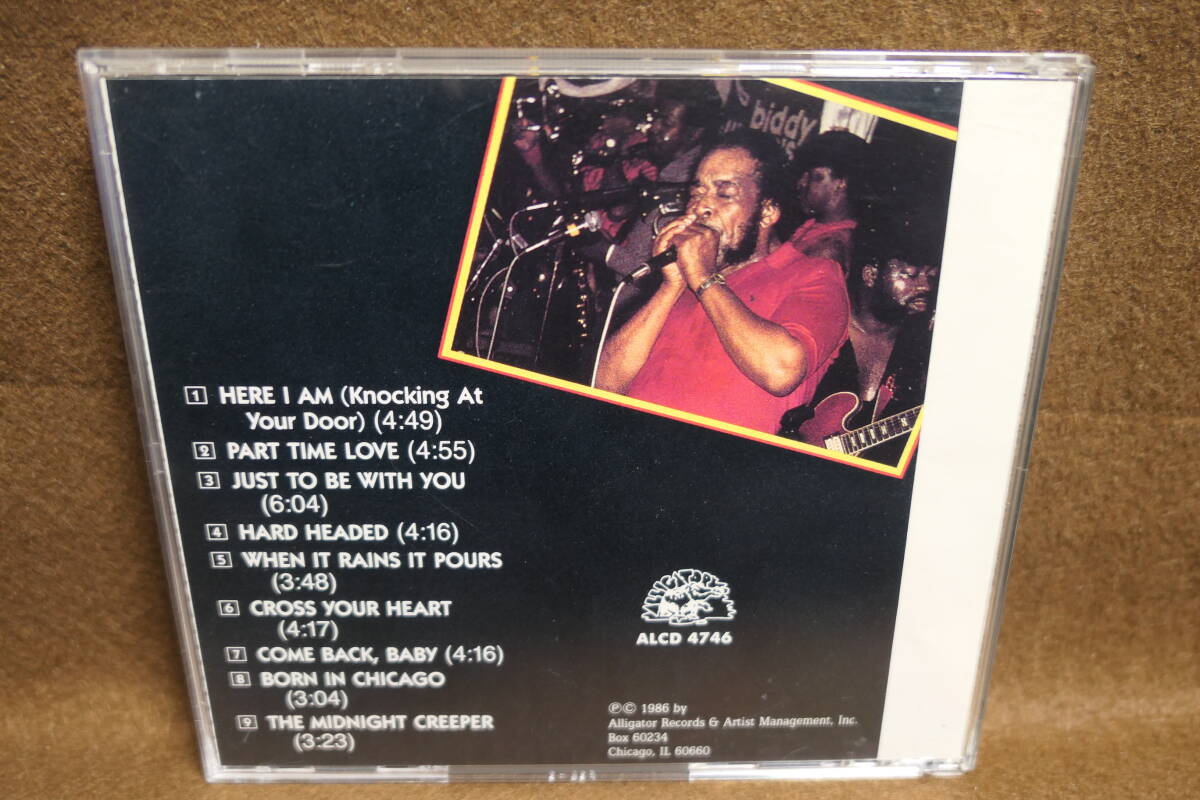 biddy
1 HERE I AM (Knocking At
Your Door) (4:49)
2 PART TIME LOVE (4:55)
3 JUST TO BE WITH YOU
(6:04)
4 HARD HEADED (4:16)
5 WHEN IT RAINS IT POURS
(3:48)
6 CROSS YOUR HEART
(4:17)
7 COME BACK, BABY (4:16)
8 BORN IN CHICAGO
(3:04)
9 THE MIDNIGHT CREEPER
(3:23)
ALLIGATOR
ALCD 4746
℗© 1986 by
Alligator Records & Artist Management, Inc.
Box 60234
Chicago, IL 60660